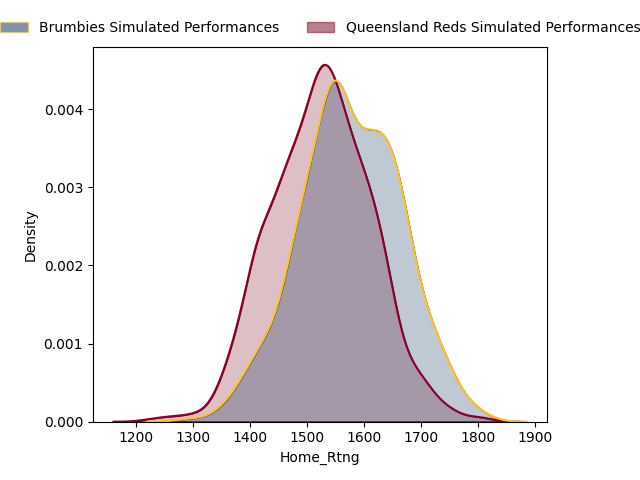 Brumbies Simulated Performances Queensland Reds Simulated Performances
0.004
0.003
0.002
0.001
0.000
Density
1200 1300 1400 1500 1600 1700 1800 1900
Home_Rtng